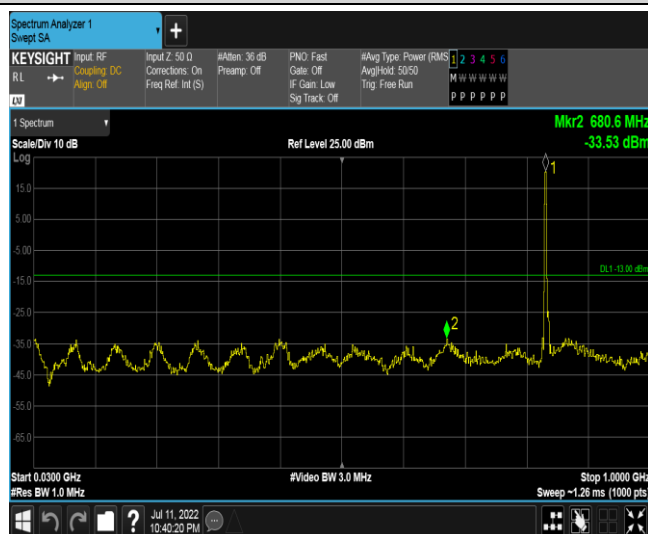 Spectrum Analyzer 1
Swept SA
+
KEYSIGHT Input: RF Input Z: 50 Ω #Atten: 36 dB PNO: Fast #Avg Type: Power (RMS 1 2 3 4 5 6
RL Coupling: DC Corrections: On Preamp: Off Gate: Off Avg|Hold: 50/50 M W W W W W
Align: Off Freq Ref: Int (S) IF Gain: Low Trig: Free Run
Sig Track: Off P P P P P P
LXI
1 Spectrum Mkr2 680.6 MHz
Scale/Div 10 dB Ref Level 25.00 dBm -33.53 dBm
Log
1
15.0
5.00
-5.00
DL1 -13.00 dBm
-15.0
-25.0
2
-35.0
-45.0
-55.0
-65.0
Start 0.0300 GHz #Video BW 3.0 MHz Stop 1.0000 GHz
#Res BW 1.0 MHz Sweep ~1.26 ms (1000 pts)
? Jul 11, 2022
10:40:20 PM